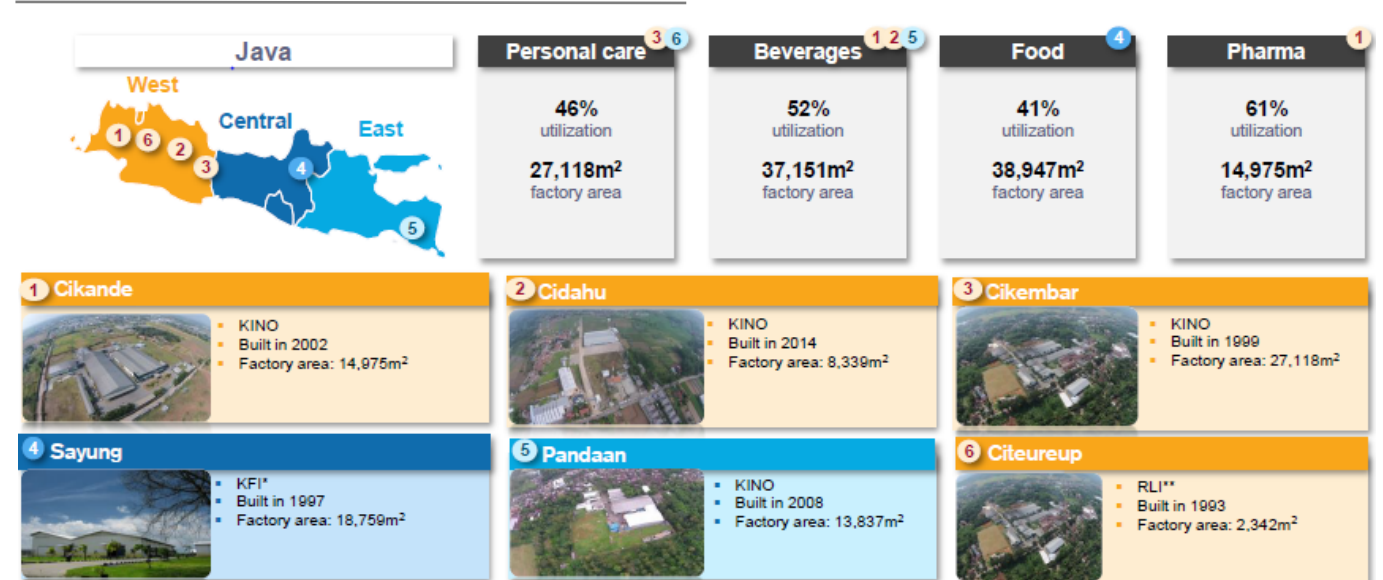 Java
West
Central
East
1
6
2
3
4
5
Personal care 3 6
46%
utilization
27,118m²
factory area
Beverages 1 2 5
52%
utilization
37,151m²
factory area
Food 4
41%
utilization
38,947m²
factory area
Pharma 1
61%
utilization
14,975m²
factory area
1 Cikande
▪ KINO
▪ Built in 2002
▪ Factory area: 14,975m²
2 Cidahu
▪ KINO
▪ Built in 2014
▪ Factory area: 8,339m²
3 Cikembar
▪ KINO
▪ Built in 1999
▪ Factory area: 27,118m²
4 Sayung
▪ KFI*
▪ Built in 1997
▪ Factory area: 18,759m²
5 Pandaan
▪ KINO
▪ Built in 2008
▪ Factory area: 13,837m²
6 Citeureup
▪ RLI**
▪ Built in 1993
▪ Factory area: 2,342m²